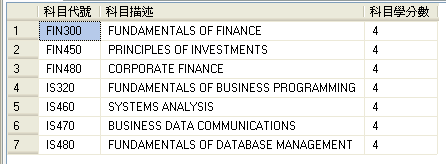 科目代號 科目描述 科目學分數
1 FIN300 FUNDAMENTALS OF FINANCE 4
2 FIN450 PRINCIPLES OF INVESTMENTS 4
3 FIN480 CORPORATE FINANCE 4
4 IS320 FUNDAMENTALS OF BUSINESS PROGRAMMING 4
5 IS460 SYSTEMS ANALYSIS 4
6 IS470 BUSINESS DATA COMMUNICATIONS 4
7 IS480 FUNDAMENTALS OF DATABASE MANAGEMENT 4